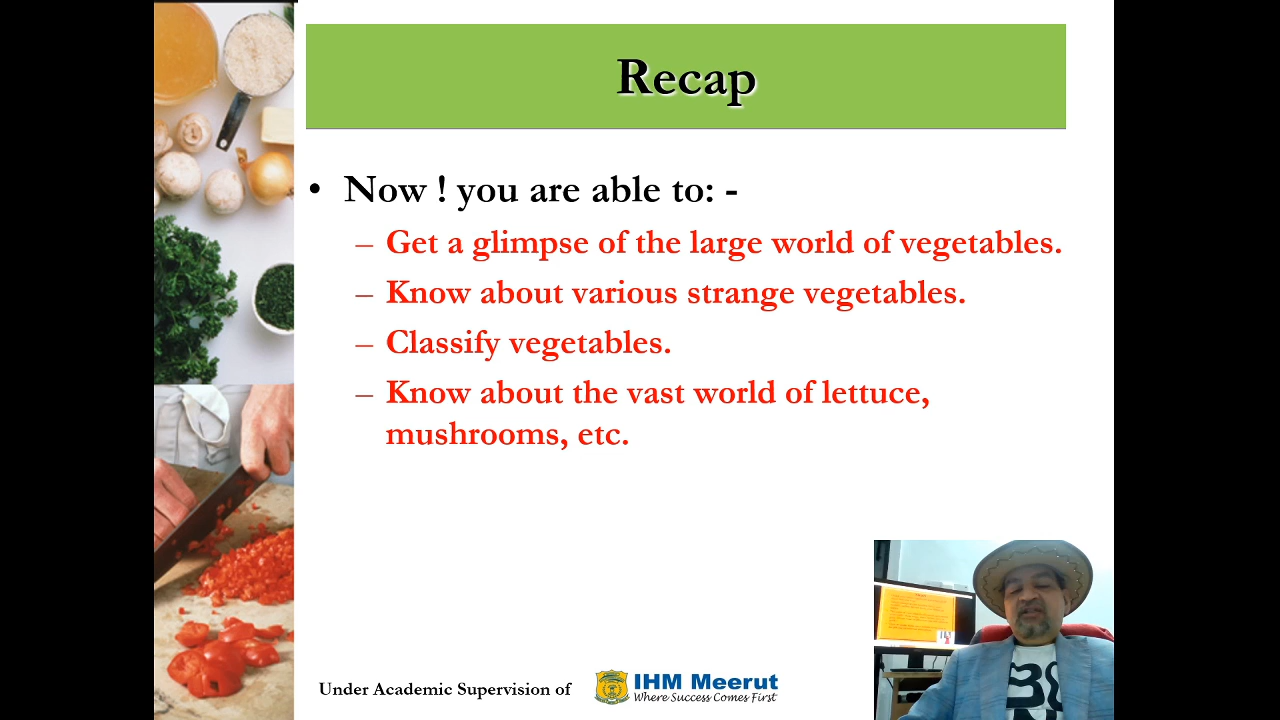 Recap
• Now ! you are able to: -
– Get a glimpse of the large world of vegetables.
– Know about various strange vegetables.
– Classify vegetables.
– Know about the vast world of lettuce,
mushrooms, etc.
Under Academic Supervision of
IHM Meerut
Where Success Comes First